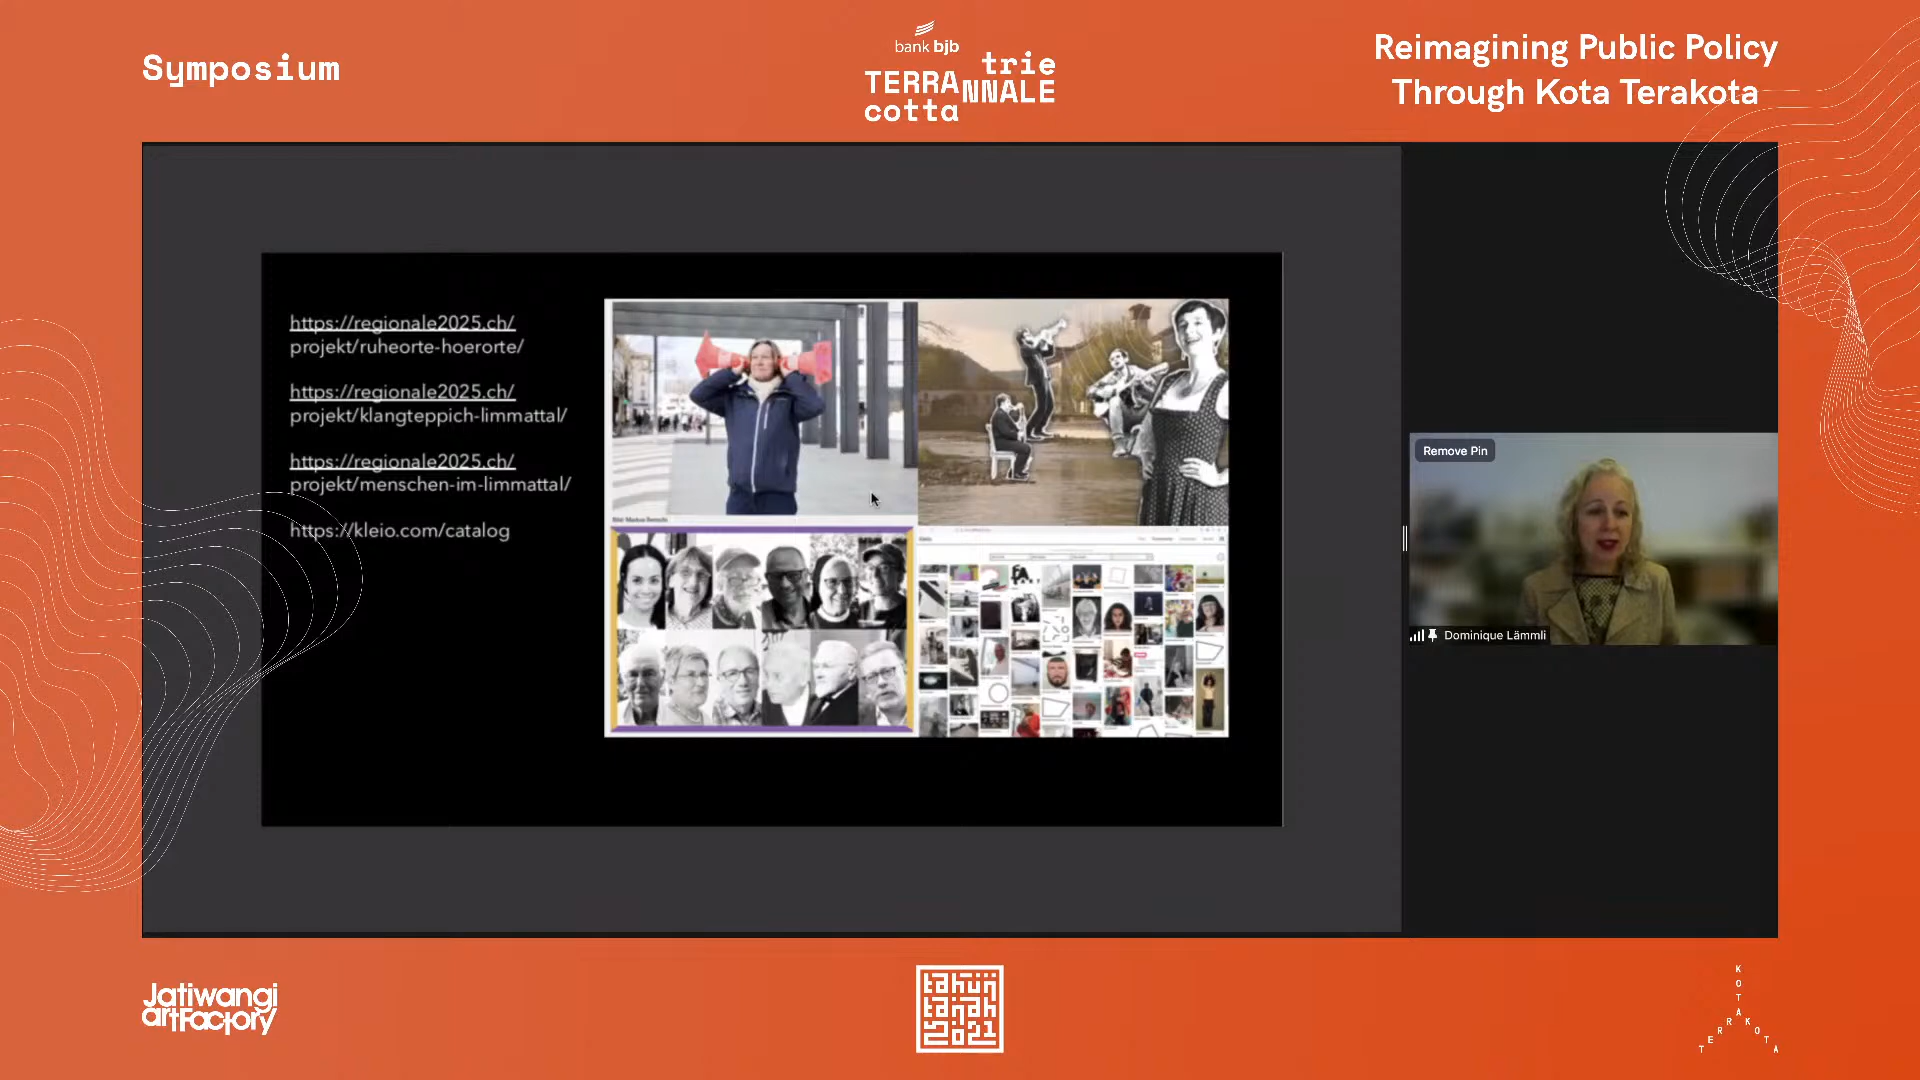 Symposium
bank bjb
TERRA
cotta
trie
NNALE
Reimagining Public Policy
Through Kota Terakota
https://regionale2025.ch/
projekt/ruheorte-hoerorte/
https://regionale2025.ch/
projekt/klangteppich-limmattal/
https://regionale2025.ch/
projekt/menschen-im-limmattal/
https://kleio.com/catalog
Remove Pin
Dominique Lämmli
Jatiwangi
artFactory
tahun
tanah
2021
KOTA
TERRAKOTA